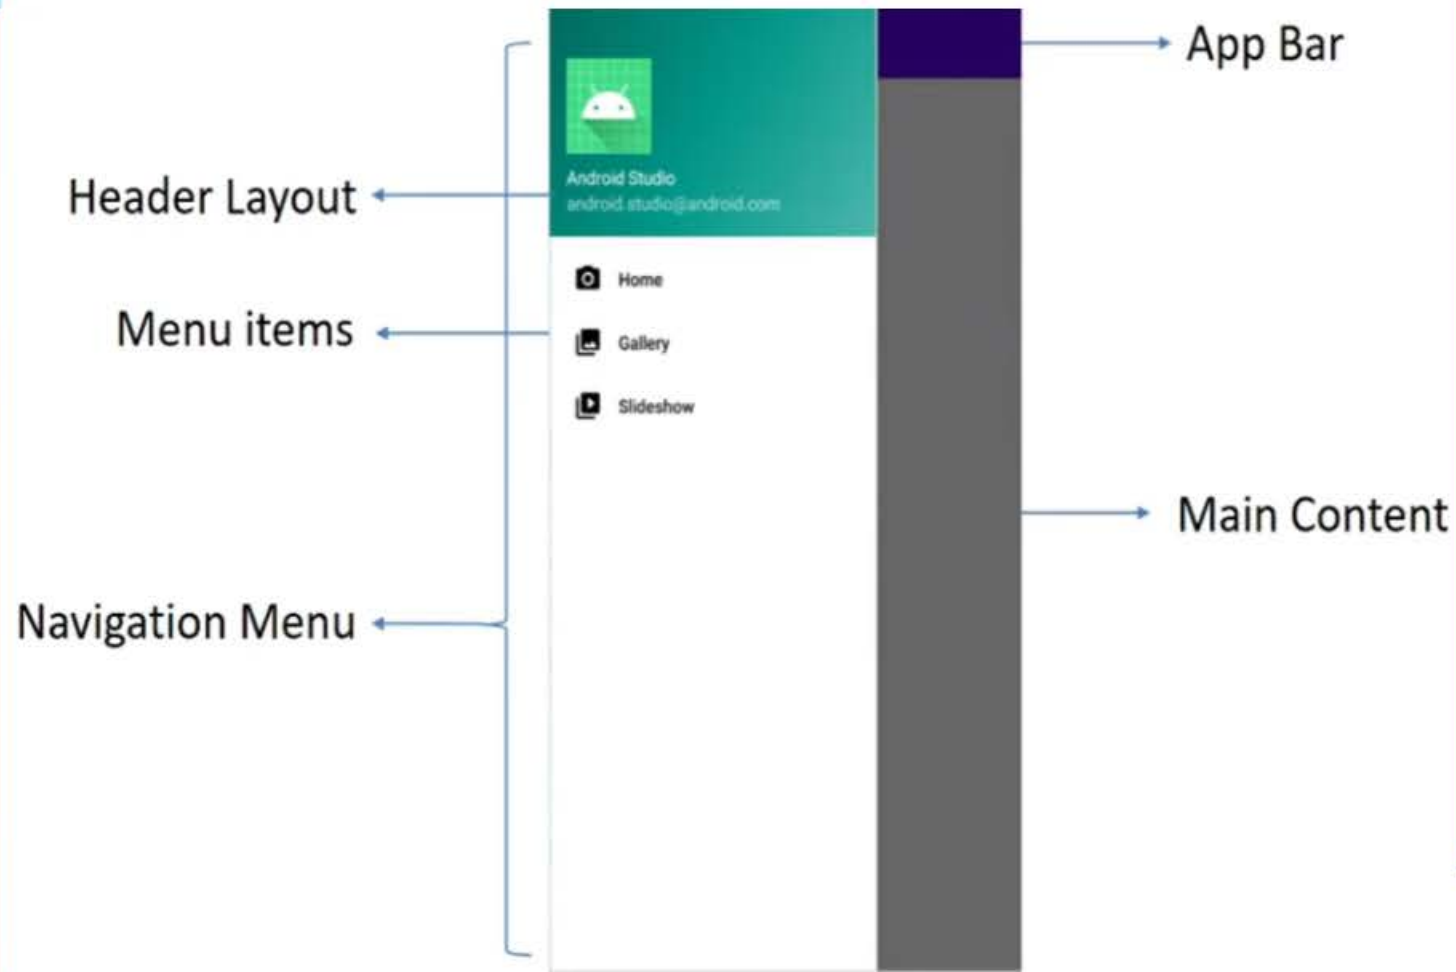 App Bar
Header Layout
Android Studio
android.studio@android.com
Menu items
Home
Gallery
Slideshow
Main Content
Navigation Menu